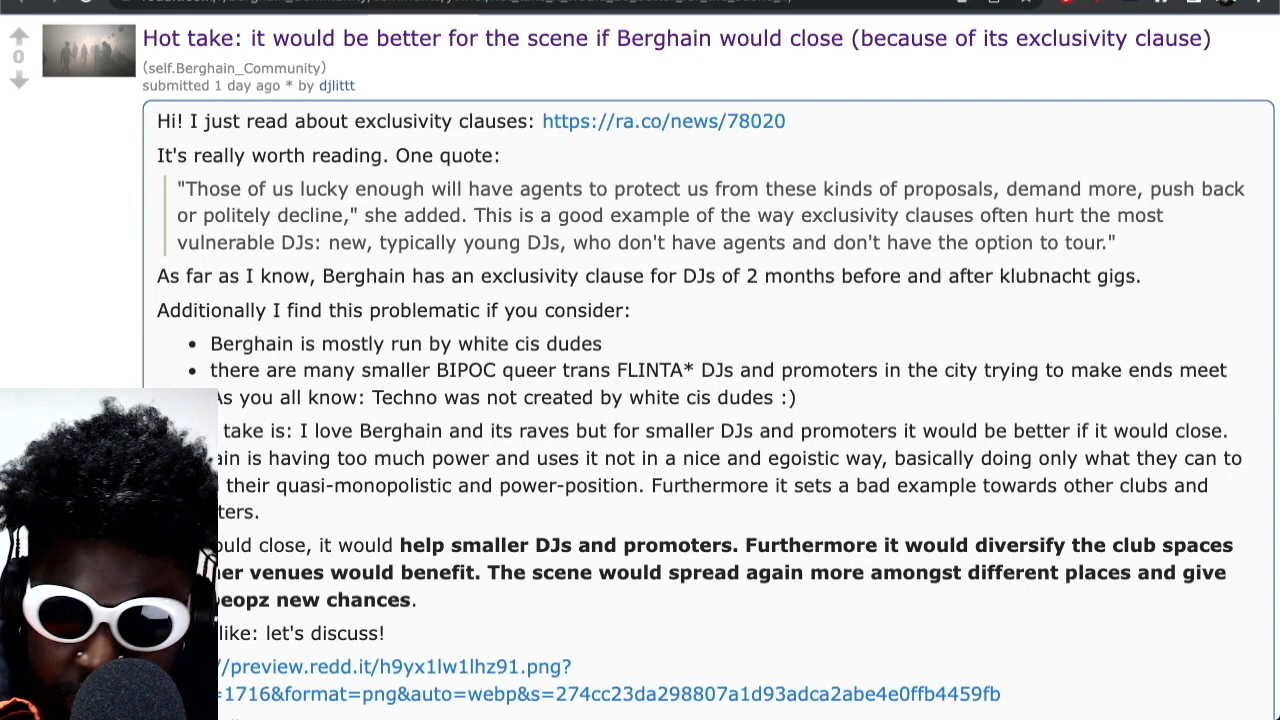 Hot take: it would be better for the scene if Berghain would close (because of its exclusivity clause)
0
(self.Berghain_Community)
submitted 1 day ago * by djlittt
Hi! I just read about exclusivity clauses: https://ra.co/news/78020
It's really worth reading. One quote:
"Those of us lucky enough will have agents to protect us from these kinds of proposals, demand more, push back
or politely decline," she added. This is a good example of the way exclusivity clauses often hurt the most
vulnerable DJs: new, typically young DJs, who don't have agents and don't have the option to tour."
As far as I know, Berghain has an exclusivity clause for DJs of 2 months before and after klubnacht gigs.
Additionally I find this problematic if you consider:
• Berghain is mostly run by white cis dudes
• there are many smaller BIPOC queer trans FLINTA* DJs and promoters in the city trying to make ends meet
As you all know: Techno was not created by white cis dudes :)
take is: I love Berghain and its raves but for smaller DJs and promoters it would be better if it would close.
ain is having too much power and uses it not in a nice and egoistic way, basically doing only what they can to
their quasi-monopolistic and power-position. Furthermore it sets a bad example towards other clubs and
ters.
ould close, it would help smaller DJs and promoters. Furthermore it would diversify the club spaces
er venues would benefit. The scene would spread again more amongst different places and give
eopz new chances.
like: let's discuss!
//preview.redd.it/h9yx1lw1lhz91.png?
=1716&format=png&auto=webp&s=274cc23da298807a1d93adca2abe4e0ffb4459fb